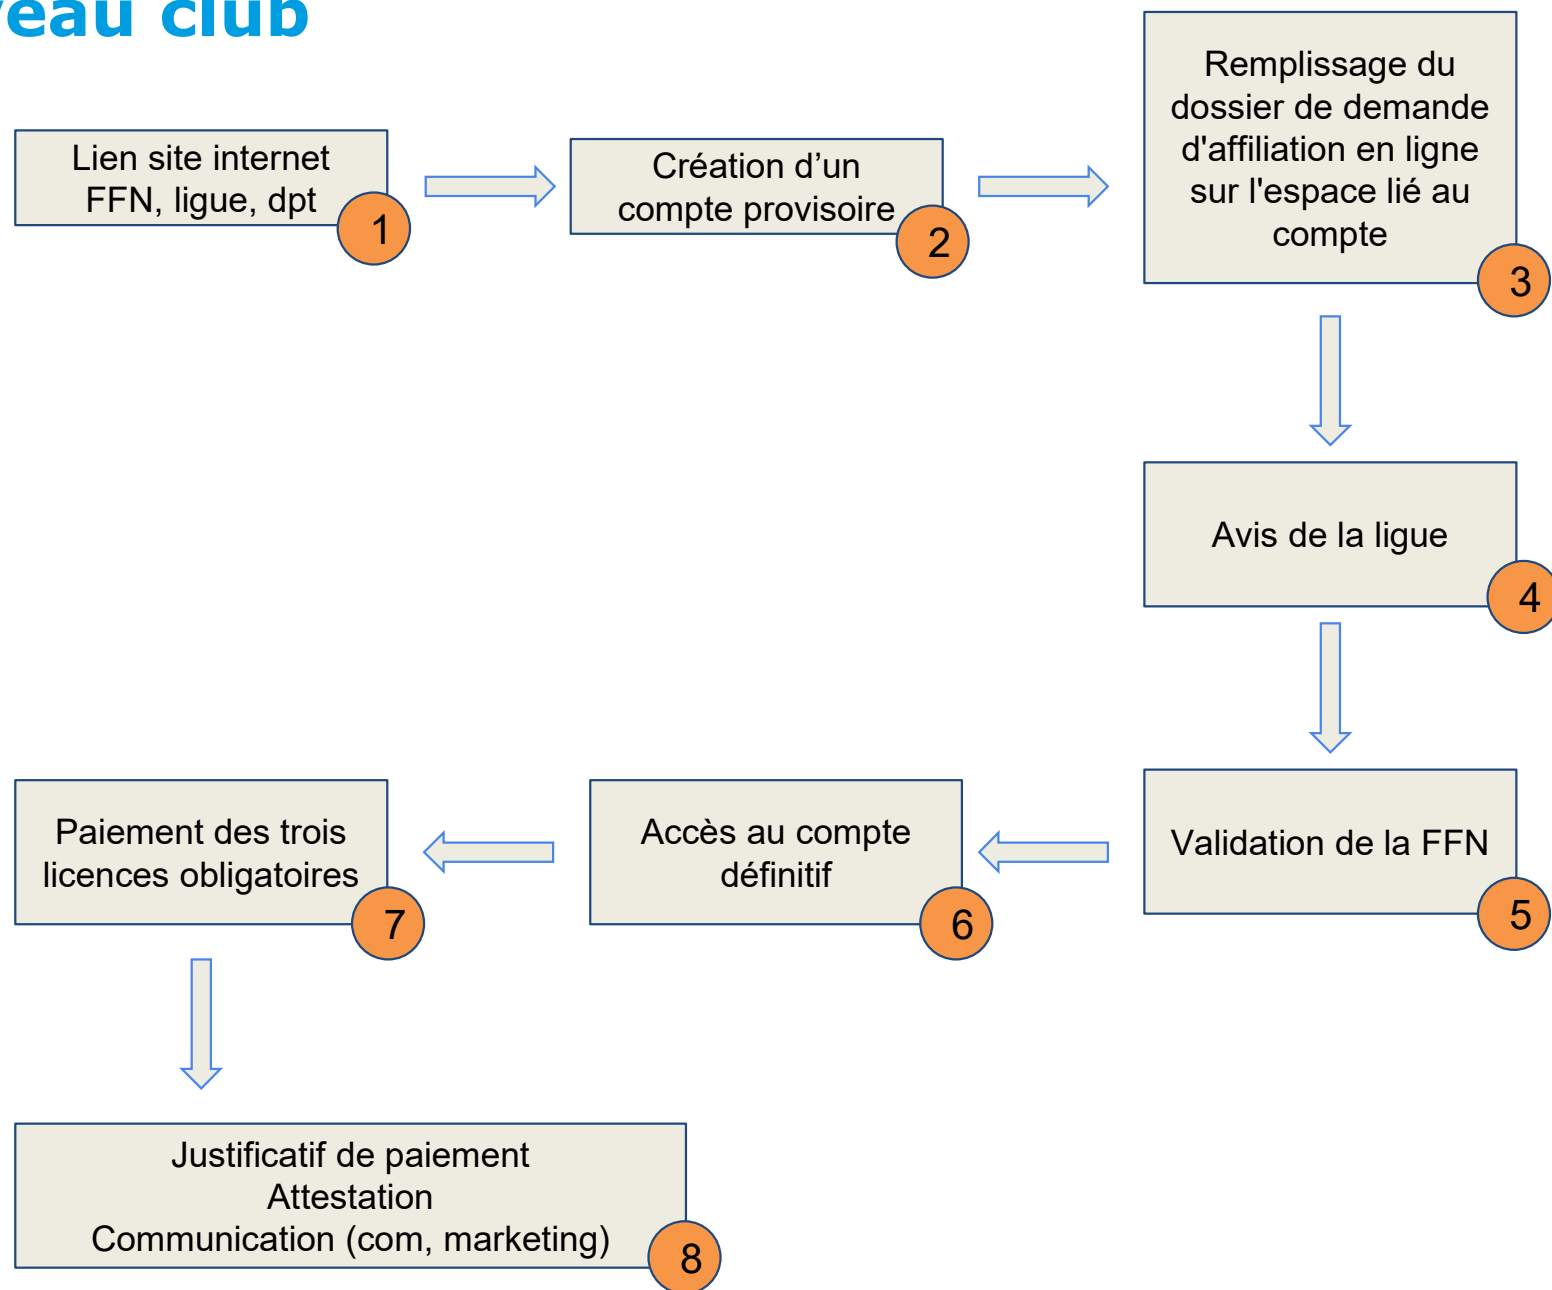 veau club
Lien site internet
FFN, ligue, dpt
1
Création d’un
compte provisoire
2
Remplissage du
dossier de demande
d'affiliation en ligne
sur l'espace lié au
compte
3
Avis de la ligue
4
Validation de la FFN
5
Accès au compte
définitif
6
Paiement des trois
licences obligatoires
7
Justificatif de paiement
Attestation
Communication (com, marketing)
8